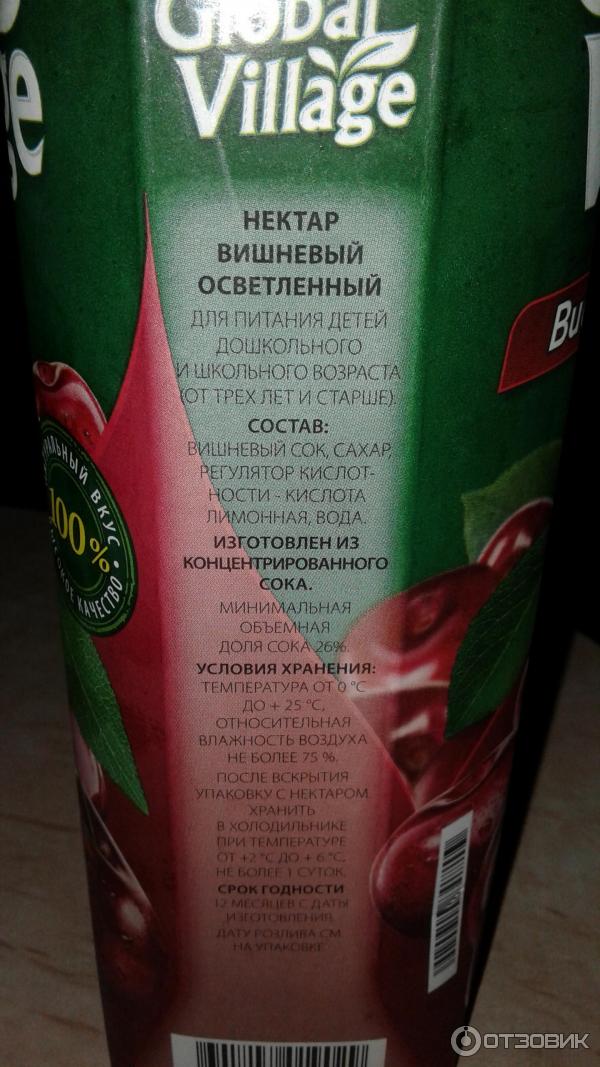 Global
Village
НЕКТАР
ВИШНЕВЫЙ
ОСВЕТЛЕННЫЙ
ДЛЯ ПИТАНИЯ ДЕТЕЙ
ДОШКОЛЬНОГО
И ШКОЛЬНОГО ВОЗРАСТА
(ОТ ТРЕХ ЛЕТ И СТАРШЕ).
СОСТАВ:
ВИШНЕВЫЙ СОК, САХАР,
РЕГУЛЯТОР КИСЛОТ-
НОСТИ - КИСЛОТА
ЛИМОННАЯ, ВОДА.
ИЗГОТОВЛЕН ИЗ
КОНЦЕНТРИРОВАННОГО
СОКА.
МИНИМАЛЬНАЯ
ОБЪЕМНАЯ
ДОЛЯ СОКА 26%.
УСЛОВИЯ ХРАНЕНИЯ:
ТЕМПЕРАТУРА ОТ 0 °C
ДО + 25 °C,
ОТНОСИТЕЛЬНАЯ
ВЛАЖНОСТЬ ВОЗДУХА
НЕ БОЛЕЕ 75 %.
ПОСЛЕ ВСКРЫТИЯ
УПАКОВКУ С НЕКТАРОМ
ХРАНИТЬ
В ХОЛОДИЛЬНИКЕ
ПРИ ТЕМПЕРАТУРЕ
ОТ +2 °C ДО + 6 °C,
НЕ БОЛЕЕ 1 СУТОК.
СРОК ГОДНОСТИ
12 МЕСЯЦЕВ С ДАТЫ
ИЗГОТОВЛЕНИЯ.
ДАТУ РОЗЛИВА СМ.
НА УПАКОВКЕ
ВКУС
100%
КАЧЕСТВО
ОТЗОВИК